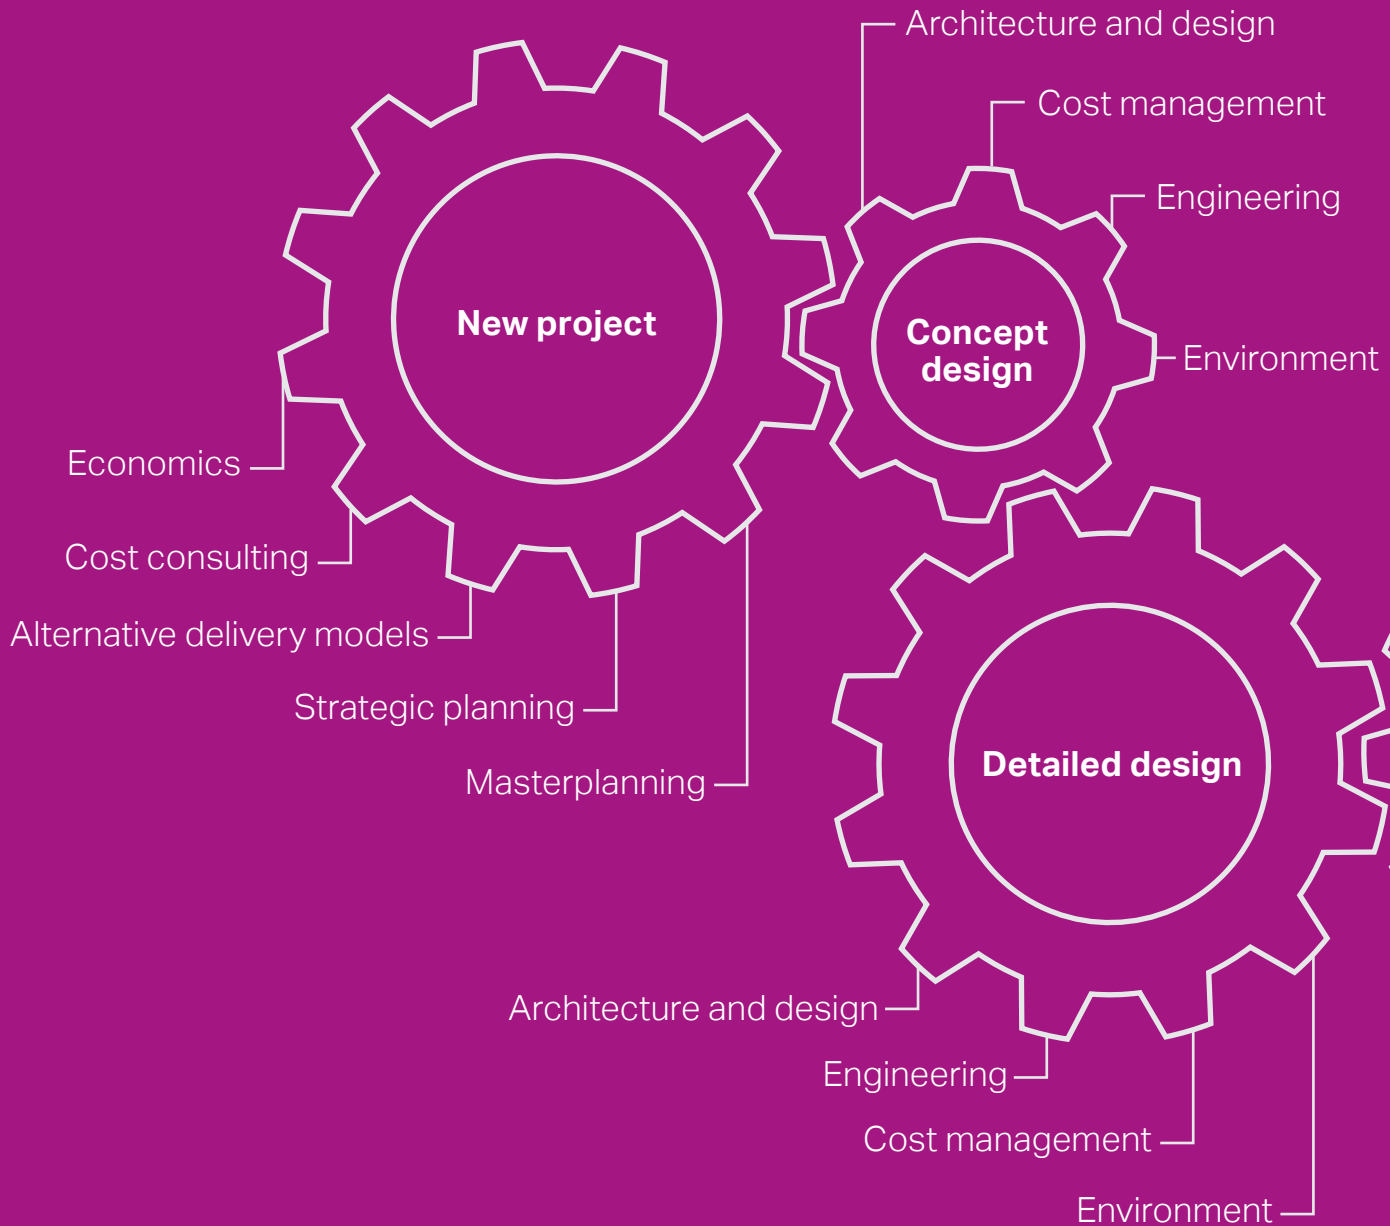 Architecture and design
Cost management
Engineering
New project
Concept
design
Environment
Economics
Cost consulting
Alternative delivery models
Strategic planning
Masterplanning
Detailed design
Architecture and design
Engineering
Cost management
Environment